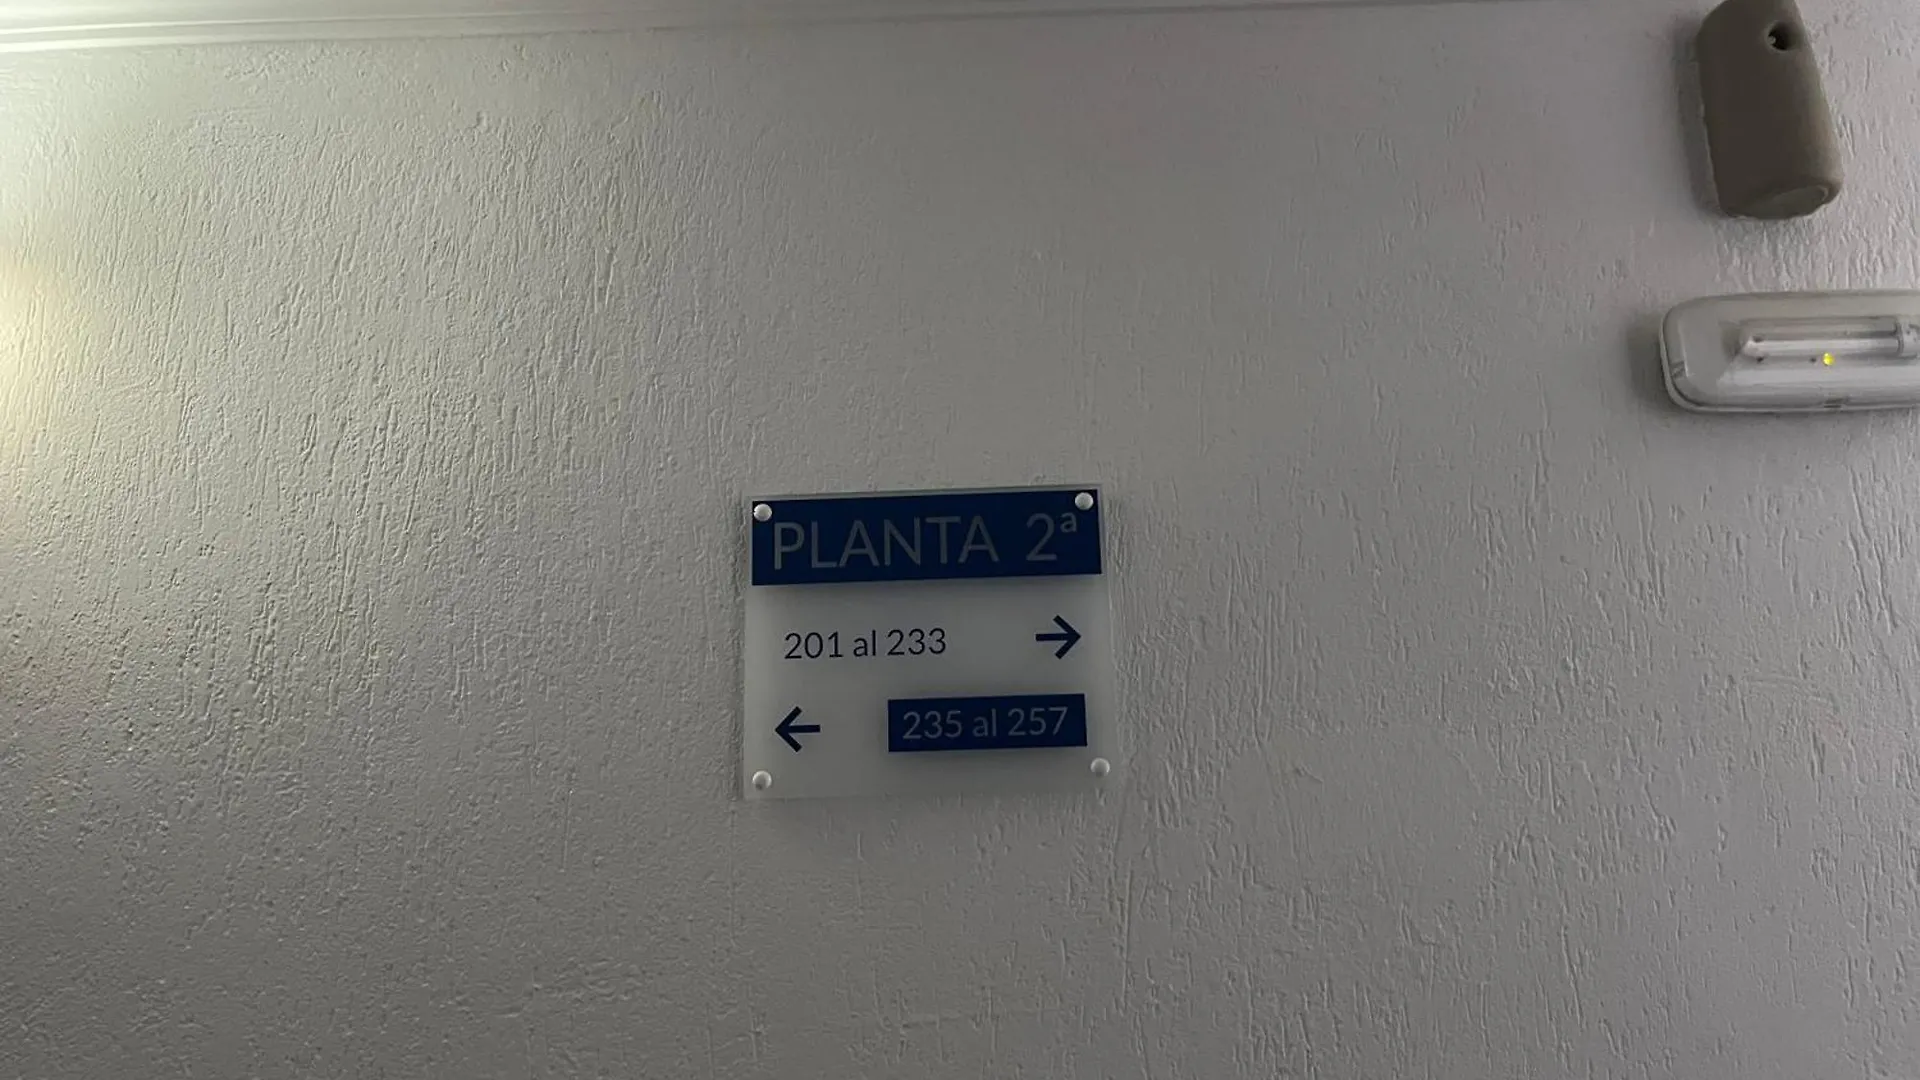 PLANTA 2ª
201 al 233 →
← 235 al 257